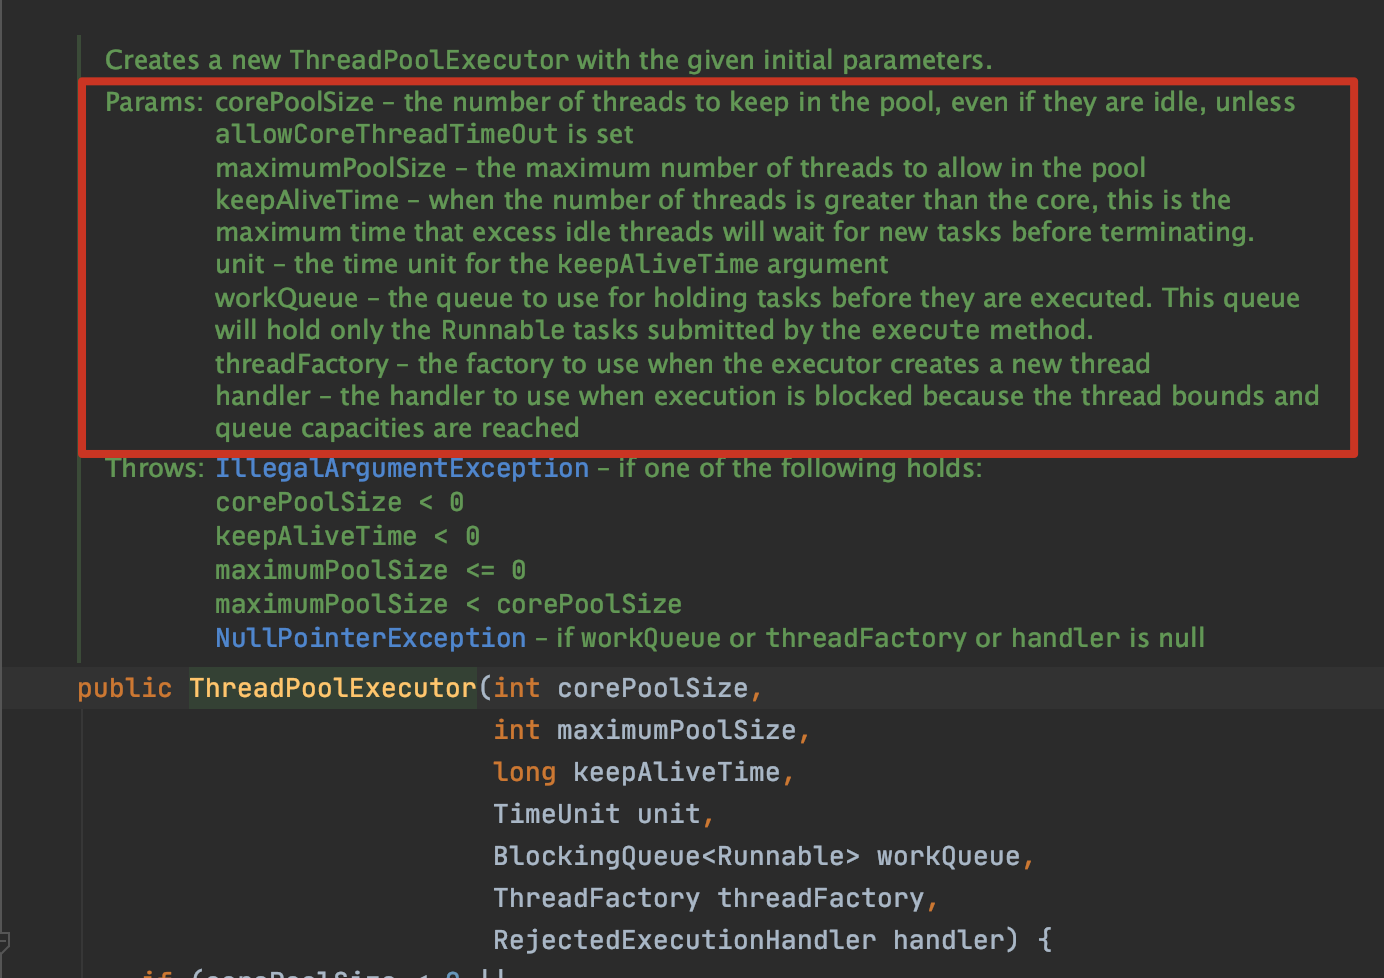 Creates a new ThreadPoolExecutor with the given initial parameters.
Params: corePoolSize – the number of threads to keep in the pool, even if they are idle, unless
allowCoreThreadTimeOut is set
maximumPoolSize – the maximum number of threads to allow in the pool
keepAliveTime – when the number of threads is greater than the core, this is the
maximum time that excess idle threads will wait for new tasks before terminating.
unit – the time unit for the keepAliveTime argument
workQueue – the queue to use for holding tasks before they are executed. This queue
will hold only the Runnable tasks submitted by the execute method.
threadFactory – the factory to use when the executor creates a new thread
handler – the handler to use when execution is blocked because the thread bounds and
queue capacities are reached
Throws: IllegalArgumentException – if one of the following holds:
corePoolSize < 0
keepAliveTime < 0
maximumPoolSize <= 0
maximumPoolSize < corePoolSize
NullPointerException – if workQueue or threadFactory or handler is null
public ThreadPoolExecutor(int corePoolSize,
int maximumPoolSize,
long keepAliveTime,
TimeUnit unit,
BlockingQueue<Runnable> workQueue,
ThreadFactory threadFactory,
RejectedExecutionHandler handler) {
if (corePoolSize < 0 ||